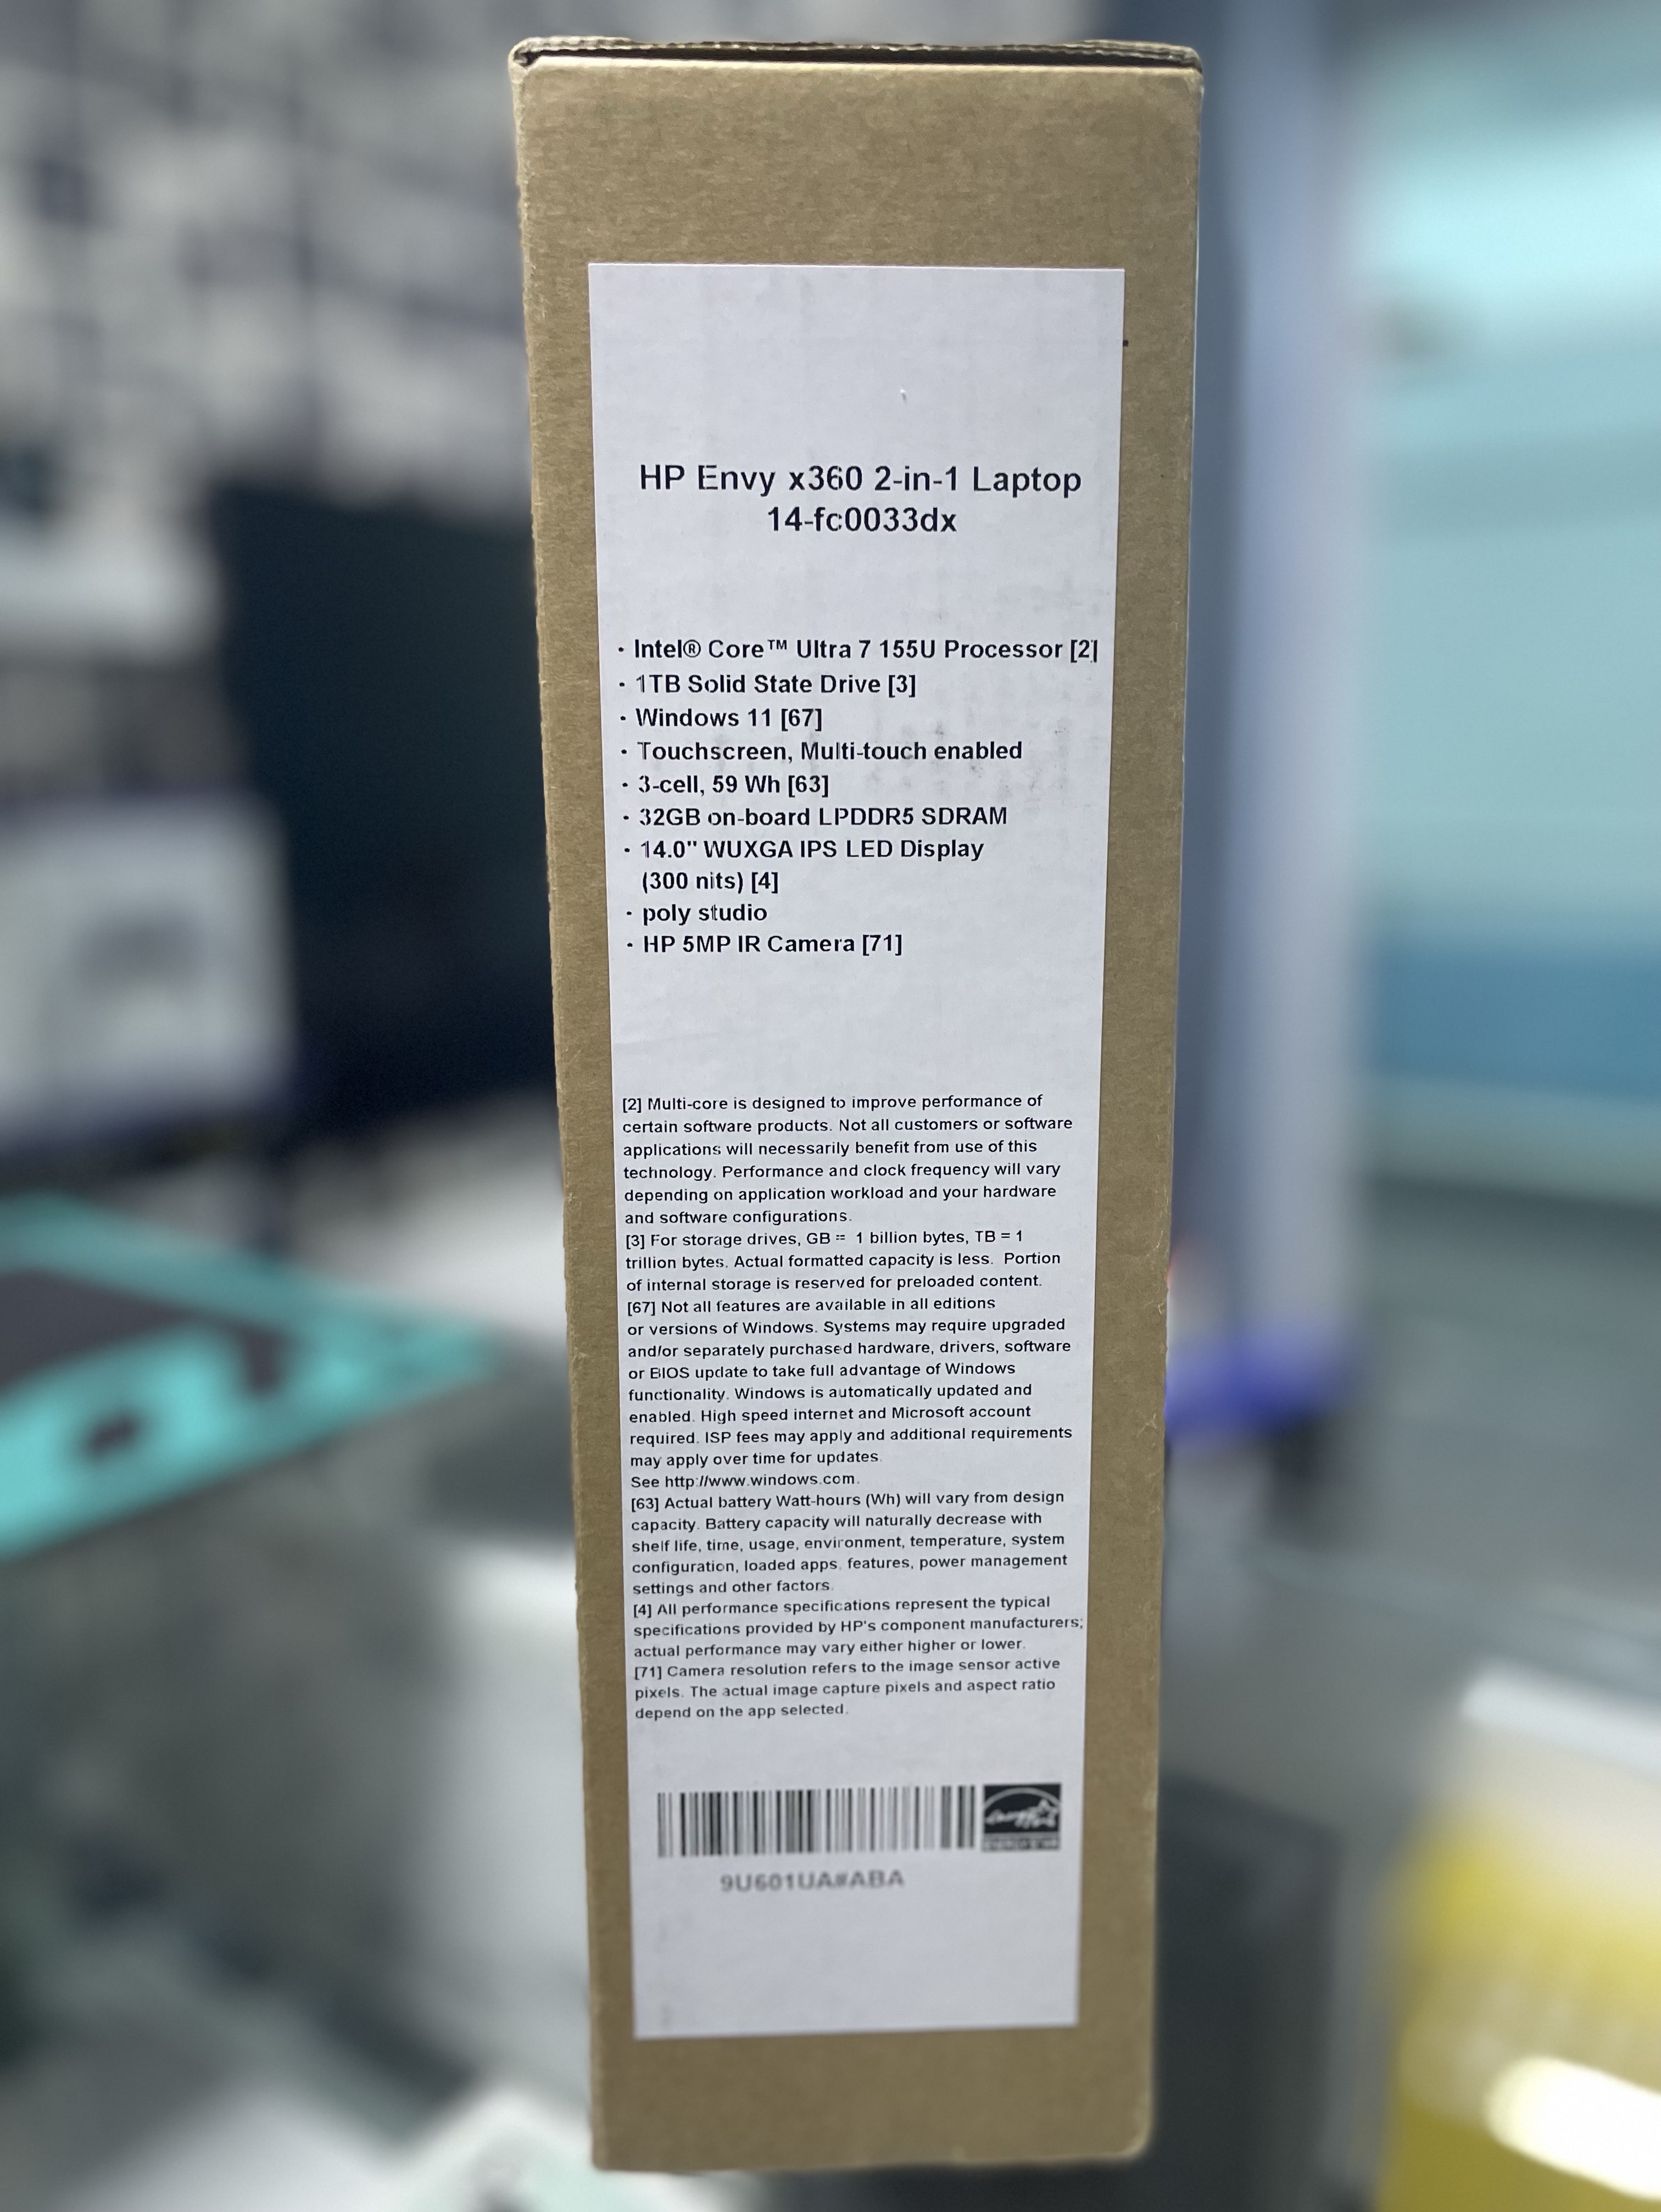 HP Envy x360 2-in-1 Laptop
14-fc0033dx
· Intel® Core™ Ultra 7 155U Processor [2]
· 1TB Solid State Drive [3]
· Windows 11 [67]
· Touchscreen, Multi-touch enabled
· 3-cell, 59 Wh [63]
· 32GB on-board LPDDR5 SDRAM
· 14.0" WUXGA IPS LED Display
(300 nits) [4]
· poly studio
· HP 5MP IR Camera [71]
[2] Multi-core is designed to improve performance of
certain software products. Not all customers or software
applications will necessarily benefit from use of this
technology. Performance and clock frequency will vary
depending on application workload and your hardware
and software configurations.
[3] For storage drives, GB = 1 billion bytes, TB = 1
trillion bytes. Actual formatted capacity is less. Portion
of internal storage is reserved for preloaded content.
[67] Not all features are available in all editions
or versions of Windows. Systems may require upgraded
and/or separately purchased hardware, drivers, software
or BIOS update to take full advantage of Windows
functionality. Windows is automatically updated and
enabled. High speed internet and Microsoft account
required. ISP fees may apply and additional requirements
may apply over time for updates.
See http://www.windows.com.
[63] Actual battery Watt-hours (Wh) will vary from design
capacity. Battery capacity will naturally decrease with
shelf life, time, usage, environment, temperature, system
configuration, loaded apps, features, power management
settings and other factors.
[4] All performance specifications represent the typical
specifications provided by HP's component manufacturers;
actual performance may vary either higher or lower.
[71] Camera resolution refers to the image sensor active
pixels. The actual image capture pixels and aspect ratio
depend on the app selected.
9U601UA#ABA